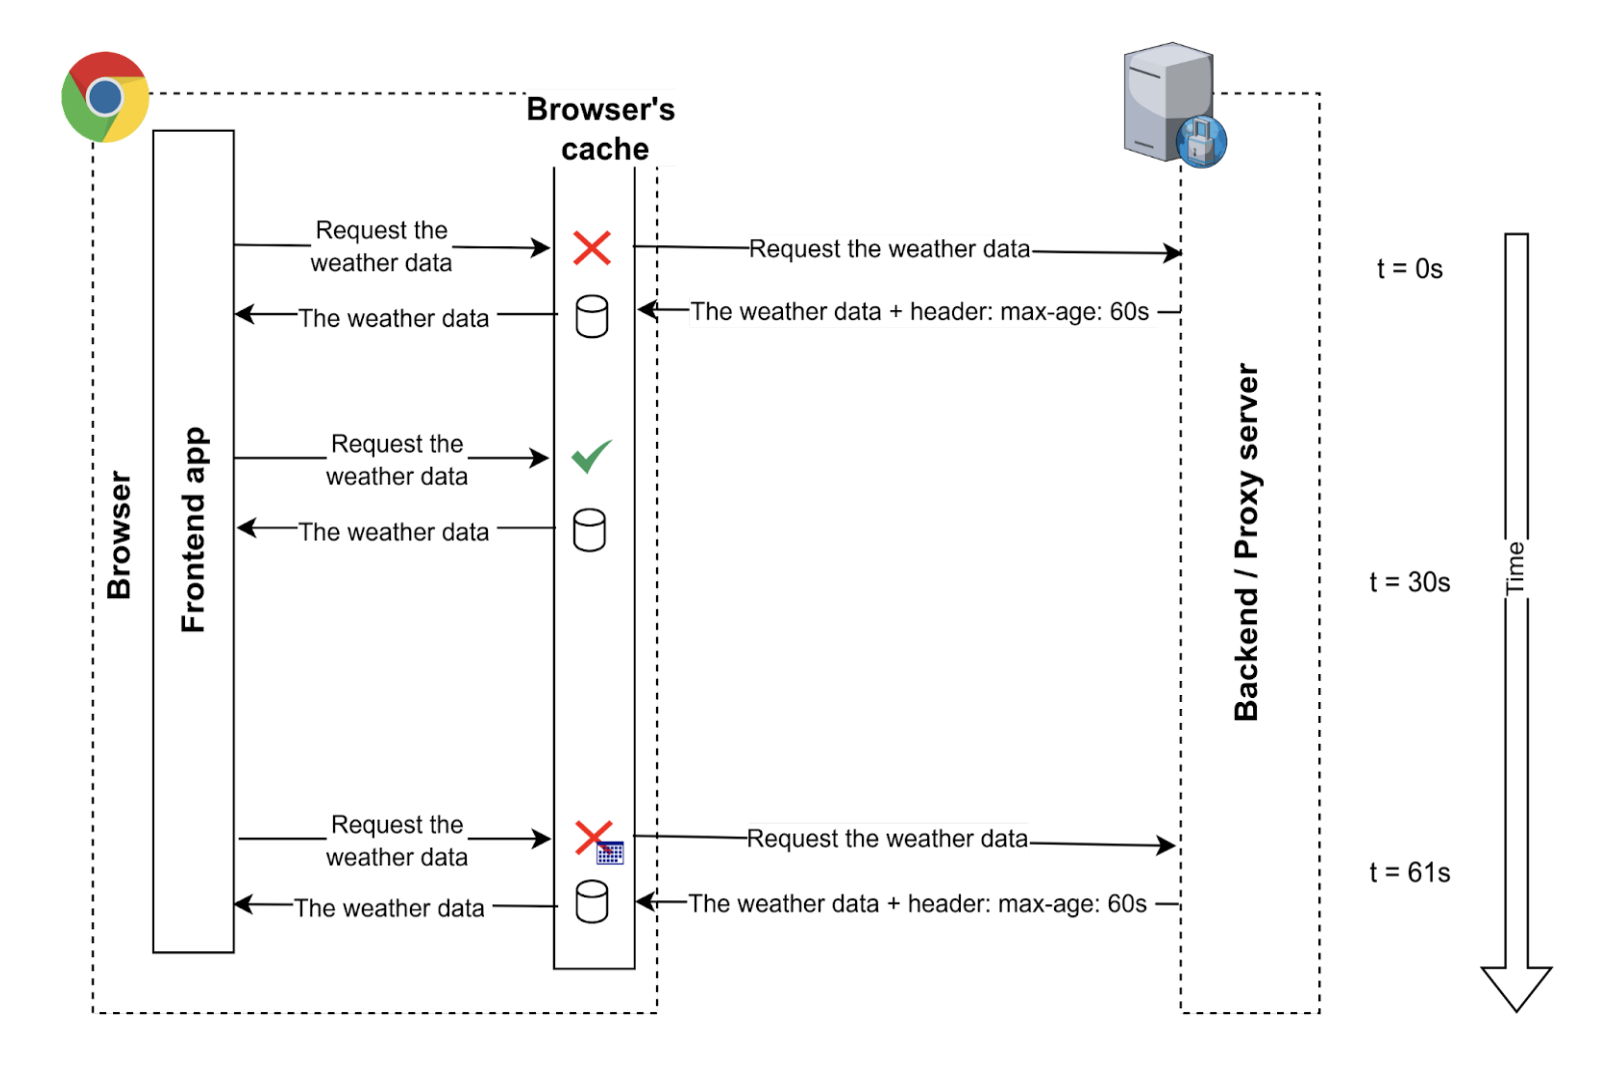 Browser's
cache
Request the
weather data
Request the weather data
t = 0s
The weather data
The weather data + header: max-age: 60s
Request the
weather data
The weather data
Browser
Frontend app
Backend / Proxy server
t = 30s
Time
Request the
weather data
Request the weather data
t = 61s
The weather data
The weather data + header: max-age: 60s